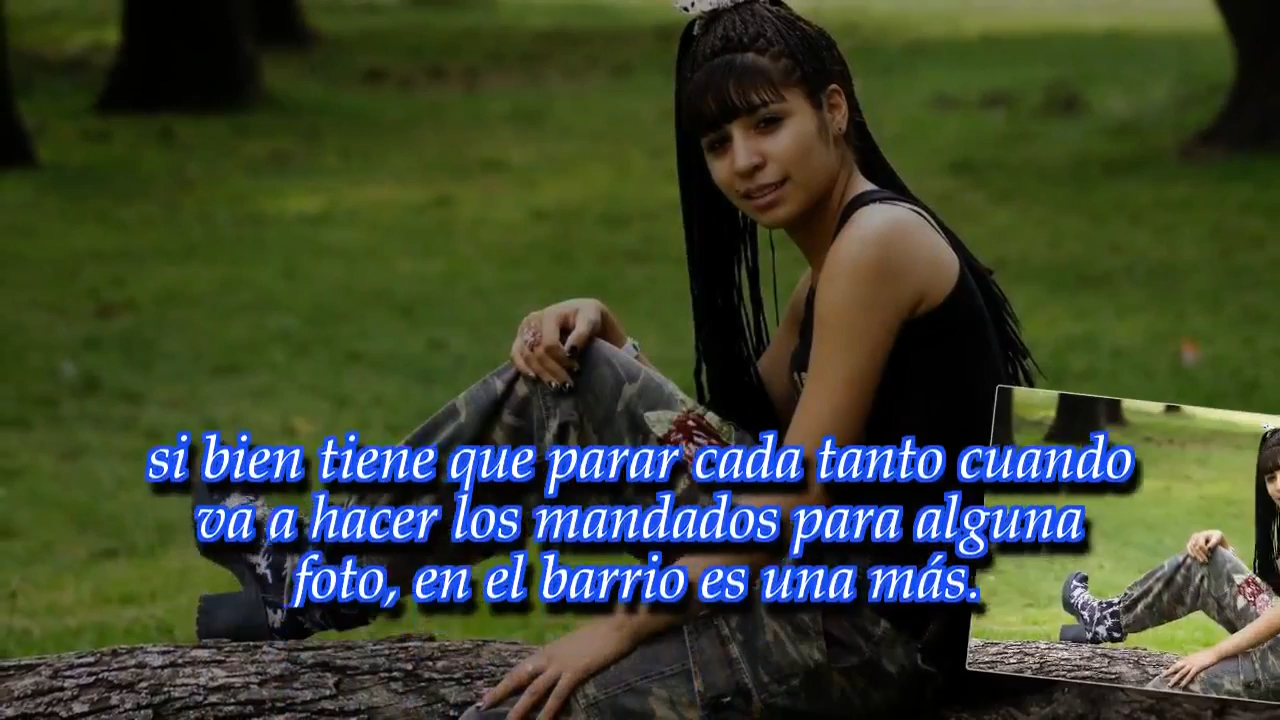 si bien tiene que parar cada tanto cuando
va a hacer los mandados para alguna
foto, en el barrio es una más.